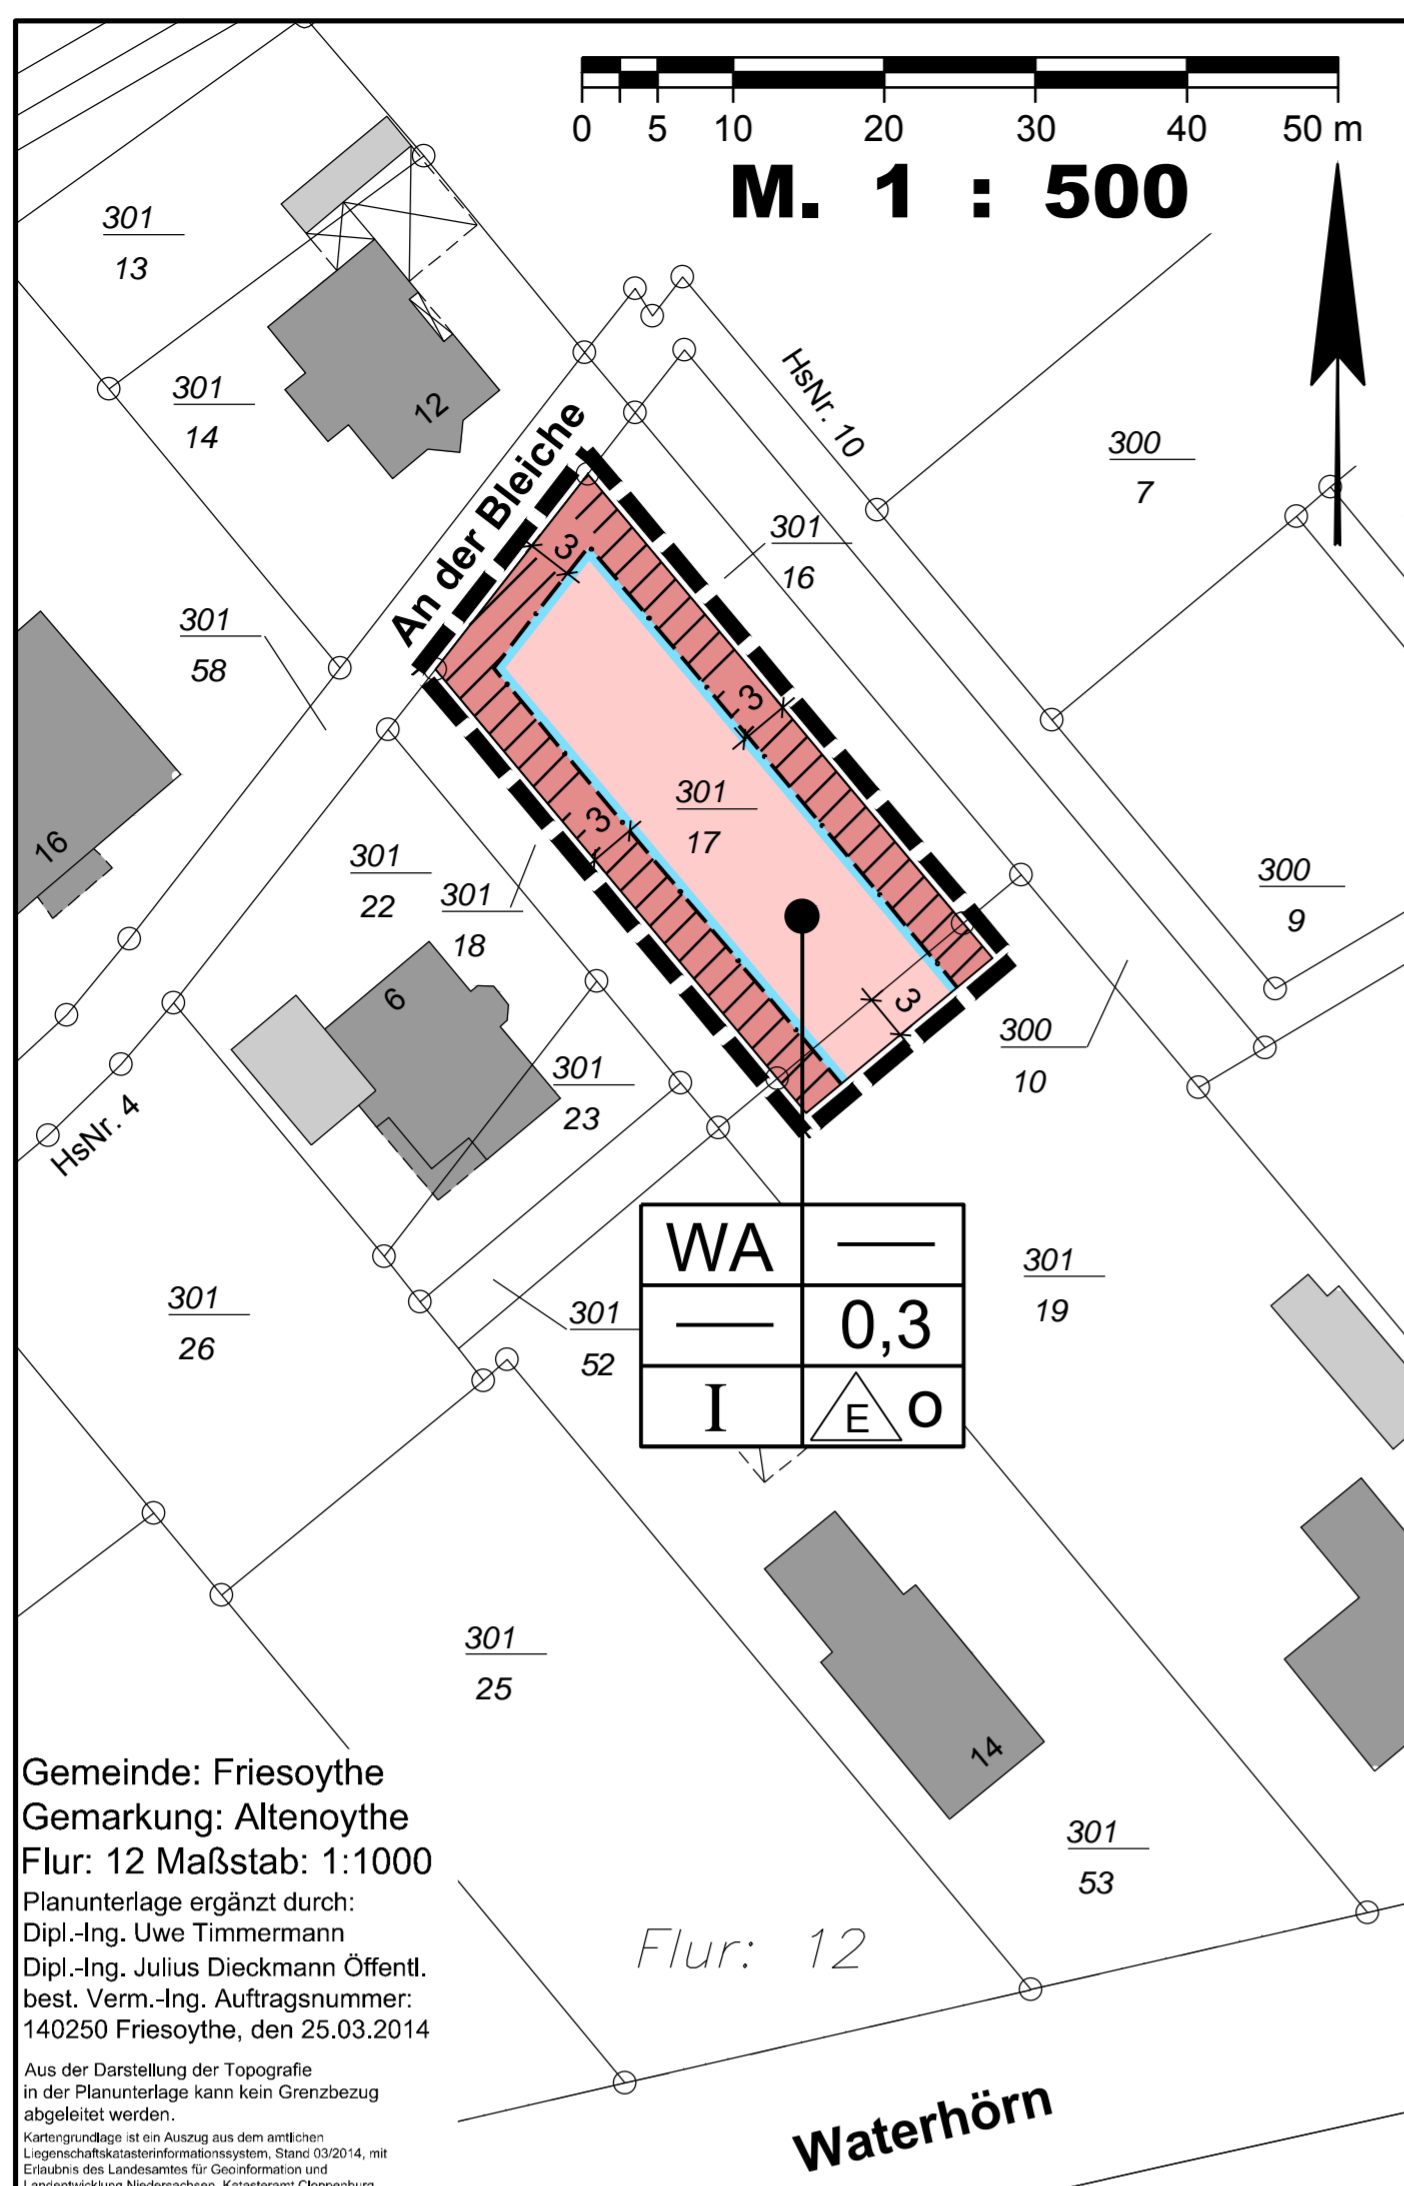 0 5 10 20 30 40 50 m
M. 1 : 500
301
13
301
14
12
HsNr. 10
300
7
An der Bleiche
301
16
3
301
58
3
301
17
3
16
301
22
301
18
300
9
6
3
300
10
301
23
HsNr. 4
WA
0,3
I E o
301
19
301
26
301
52
301
25
14
301
53
Gemeinde: Friesoythe
Gemarkung: Altenoythe
Flur: 12 Maßstab: 1:1000
Planunterlage ergänzt durch:
Dipl.-Ing. Uwe Timmermann
Dipl.-Ing. Julius Dieckmann Öffentl.
best. Verm.-Ing. Auftragsnummer:
140250 Friesoythe, den 25.03.2014
Flur: 12
Aus der Darstellung der Topografie
in der Planunterlage kann kein Grenzbezug
abgeleitet werden.
Kartengrundlage ist ein Auszug aus dem amtlichen
Liegenschaftskatasterinformationssystem, Stand 03/2014, mit
Erlaubnis des Landesamtes für Geoinformation und
Landentwicklung Niedersachsen, Katasteramt Cloppenburg
Waterhörn